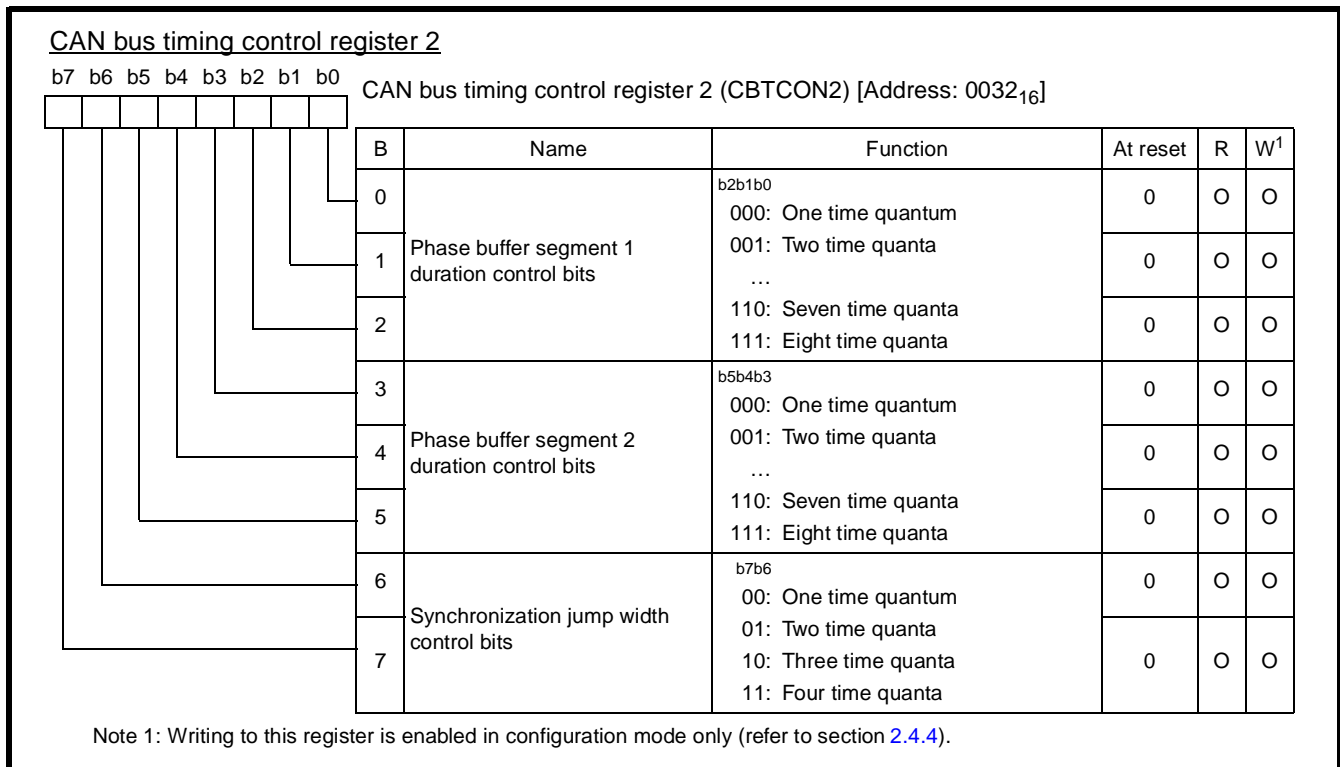 CAN bus timing control register 2
b7 b6 b5 b4 b3 b2 b1 b0
CAN bus timing control register 2 (CBTCON2) [Address: 0032₁₆]
B Name Function At reset R W¹
0 0 O O
1 0 O O
2 0 O O
Phase buffer segment 1
duration control bits
b2b1b0
000: One time quantum
001: Two time quanta
…
110: Seven time quanta
111: Eight time quanta
3 0 O O
4 0 O O
5 0 O O
Phase buffer segment 2
duration control bits
b5b4b3
000: One time quantum
001: Two time quanta
…
110: Seven time quanta
111: Eight time quanta
6 0 O O
7 0 O O
Synchronization jump width
control bits
b7b6
00: One time quantum
01: Two time quanta
10: Three time quanta
11: Four time quanta
Note 1: Writing to this register is enabled in configuration mode only (refer to section 2.4.4).